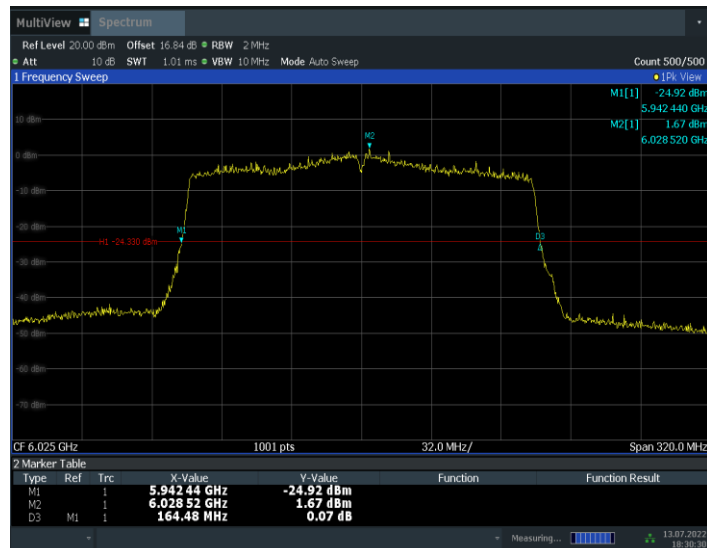 MultiView Spectrum
Ref Level 20.00 dBm Offset 16.84 dB RBW 2 MHz
Att 10 dB SWT 1.01 ms VBW 10 MHz Mode Auto Sweep Count 500/500
1 Frequency Sweep 1Pk View
M1[1] -24.92 dBm
5.942 440 GHz
M2[1] 1.67 dBm
6.028 520 GHz
10 dBm
M2
0 dBm
-10 dBm
-20 dBm
M1
D3
H1 -24.330 dBm
-30 dBm
-40 dBm
-50 dBm
-60 dBm
-70 dBm
CF 6.025 GHz 1001 pts 32.0 MHz/ Span 320.0 MHz
2 Marker Table
Type Ref Trc X-Value Y-Value Function Function Result
M1 1 5.942 44 GHz -24.92 dBm
M2 1 6.028 52 GHz 1.67 dBm
D3 M1 1 164.48 MHz 0.07 dB
Measuring... 13.07.2022
18:30:30